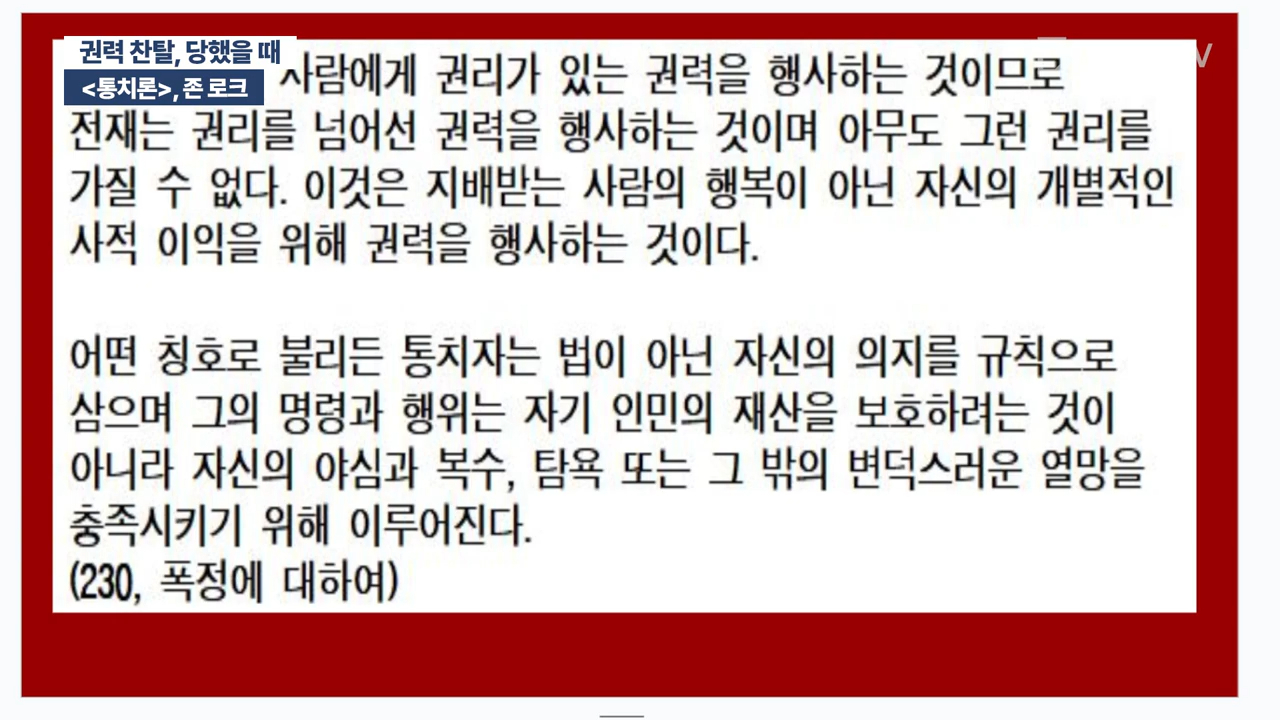 권력 찬탈, 당했을 때
<통치론>, 존 로크
사람에게 권리가 있는 권력을 행사하는 것이므로
전재는 권리를 넘어선 권력을 행사하는 것이며 아무도 그런 권리를
가질 수 없다. 이것은 지배받는 사람의 행복이 아닌 자신의 개별적인
사적 이익을 위해 권력을 행사하는 것이다.
어떤 칭호로 불리든 통치자는 법이 아닌 자신의 의지를 규칙으로
삼으며 그의 명령과 행위는 자기 인민의 재산을 보호하려는 것이
아니라 자신의 야심과 복수, 탐욕 또는 그 밖의 변덕스러운 열망을
충족시키기 위해 이루어진다.
(230, 폭정에 대하여)